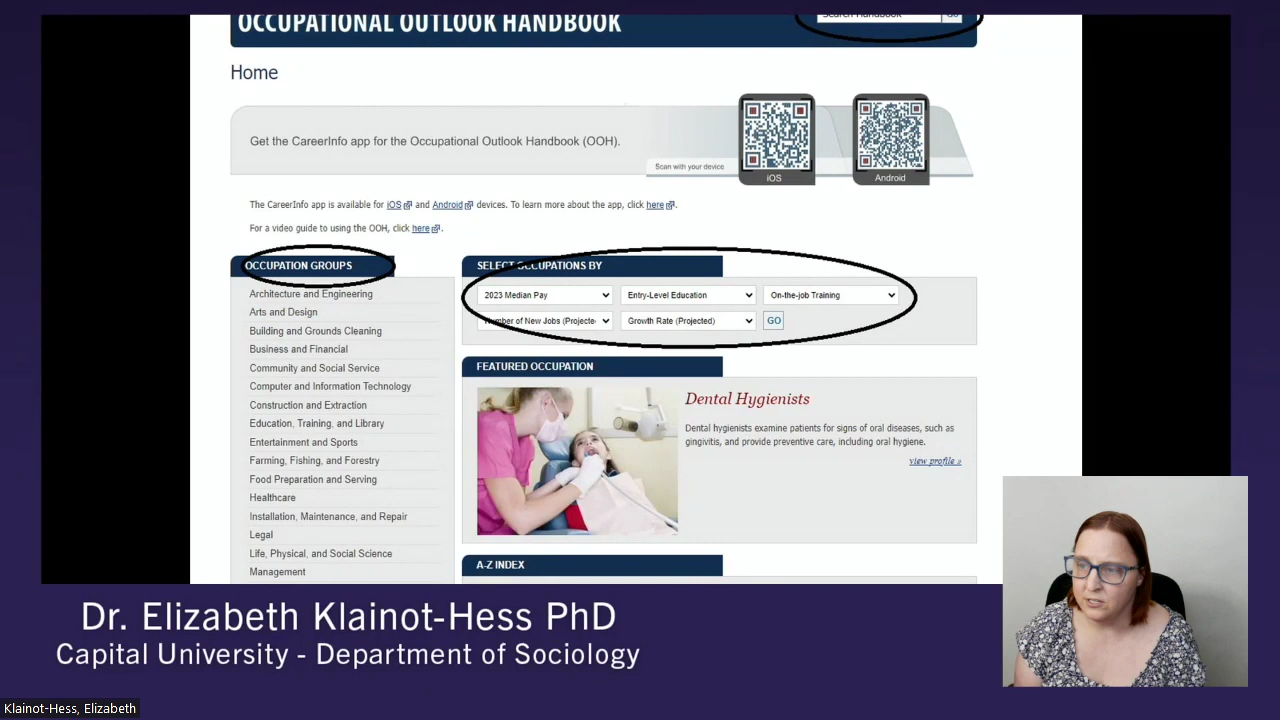 OCCUPATIONAL OUTLOOK HANDBOOK
Search Handbook Go
Home
Get the CareerInfo app for the Occupational Outlook Handbook (OOH).
Scan with your device
iOS
Android
The CareerInfo app is available for iOS and Android devices. To learn more about the app, click here.
For a video guide to using the OOH, click here.
OCCUPATION GROUPS
Architecture and Engineering
Arts and Design
Building and Grounds Cleaning
Business and Financial
Community and Social Service
Computer and Information Technology
Construction and Extraction
Education, Training, and Library
Entertainment and Sports
Farming, Fishing, and Forestry
Food Preparation and Serving
Healthcare
Installation, Maintenance, and Repair
Legal
Life, Physical, and Social Science
Management
SELECT OCCUPATIONS BY
2023 Median Pay Entry-Level Education On-the-job Training
Number of New Jobs (Projecte Growth Rate (Projected) GO
FEATURED OCCUPATION
Dental Hygienists
Dental hygienists examine patients for signs of oral diseases, such as
gingivitis, and provide preventive care, including oral hygiene.
view profile »
A-Z INDEX
Dr. Elizabeth Klainot-Hess PhD
Capital University - Department of Sociology
Klainot-Hess, Elizabeth